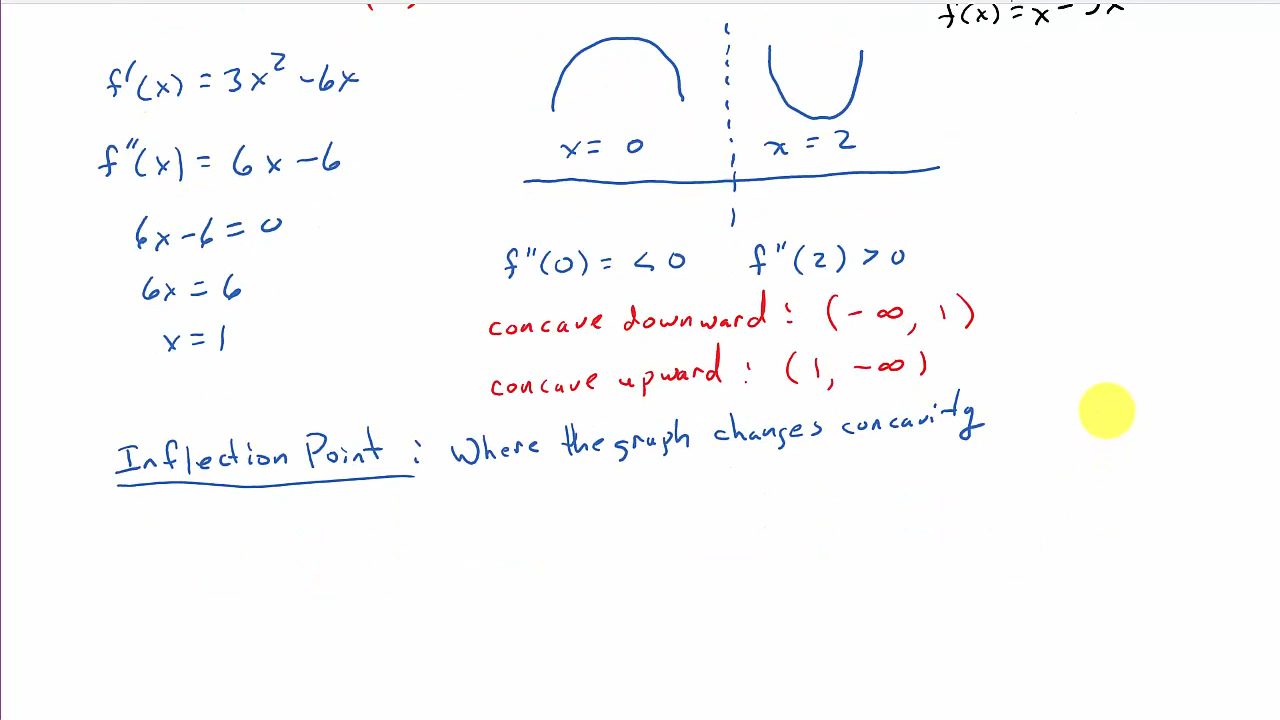 f'(x) = 3x² - 6x
f''(x) = 6x - 6
6x - 6 = 0
6x = 6
x = 1
x = 0
x = 2
f''(0) = < 0
f''(2) > 0
concave downward : (-∞, 1)
concave upward : (1, -∞)
Inflection Point : Where the graph changes concavity